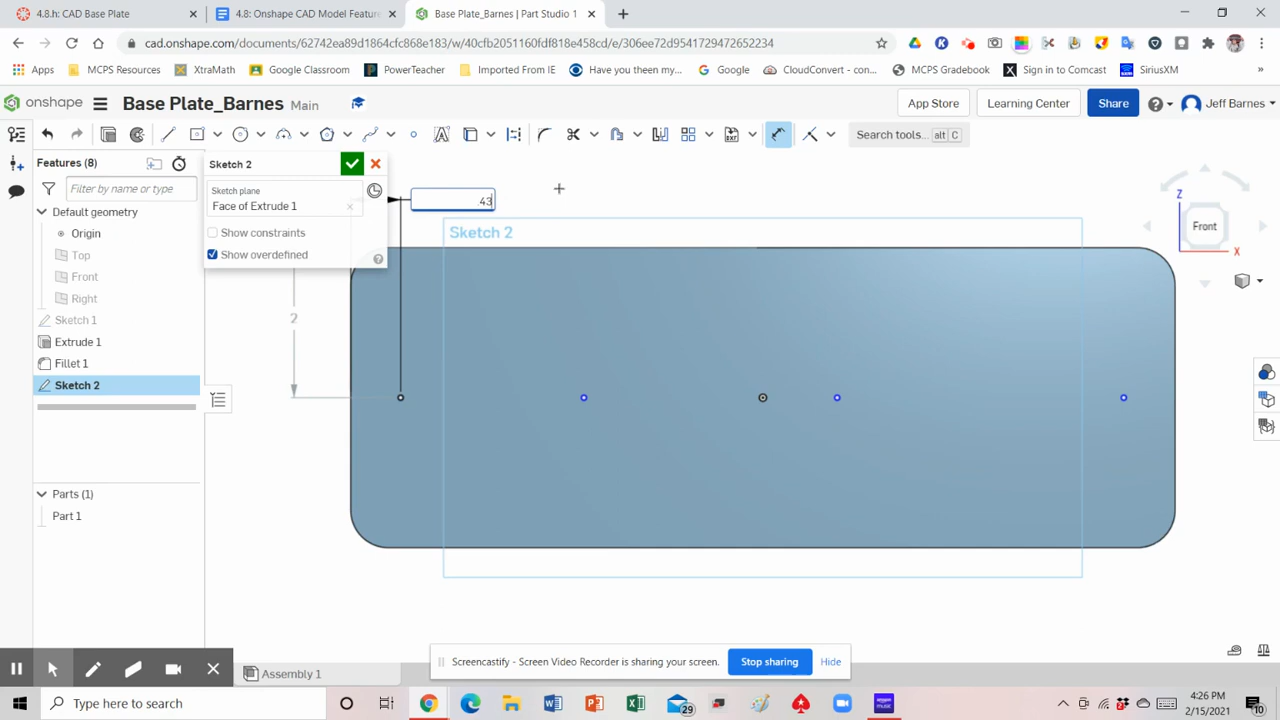 4.8.h: CAD Base Plate
4.8: Onshape CAD Model Feature
Base Plate_Barnes | Part Studio 1
cad.onshape.com/documents/62742ea89d1864cfc868e183/w/40cfb2051160fdf818e458cd/e/306ee72d9541729472652234
Apps
MCPS Resources
XtraMath
Google Classroom
PowerTeacher
Imported From IE
Have you theen my...
Google
CloudConvert - con...
MCPS Gradebook
Sign in to Comcast
SiriusXM
»
onshape
Base Plate_Barnes Main
App Store
Learning Center
Share
Jeff Barnes
Search tools... alt C
Features (8)
Filter by name or type
Default geometry
Origin
Top
Front
Right
Sketch 1
Extrude 1
Fillet 1
Sketch 2
Parts (1)
Part 1
Sketch 2
Sketch plane
Face of Extrude 1
Show constraints
Show overdefined
.43
Sketch 2
2
Z
Front
X
Assembly 1
Screencastify - Screen Video Recorder is sharing your screen.
Stop sharing
Hide
Type here to search
29
4:26 PM
2/15/2021
10